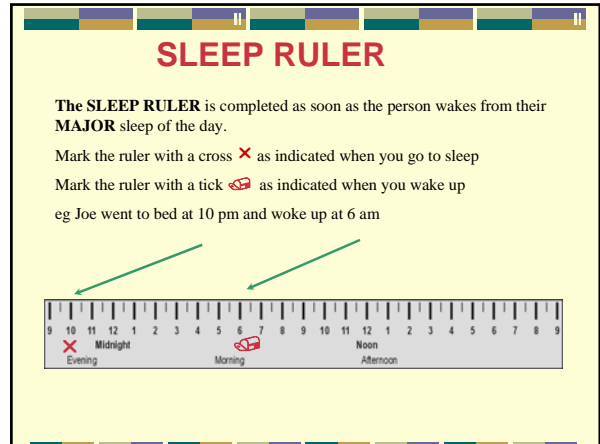 SLEEP RULER
The SLEEP RULER is completed as soon as the person wakes from their
MAJOR sleep of the day.
Mark the ruler with a cross ✕ as indicated when you go to sleep
Mark the ruler with a tick as indicated when you wake up
eg Joe went to bed at 10 pm and woke up at 6 am
9 10 11 12 1 2 3 4 5 6 7 8 9 10 11 12 1 2 3 4 5 6 7 8 9
Midnight Noon
Evening Morning Afternoon